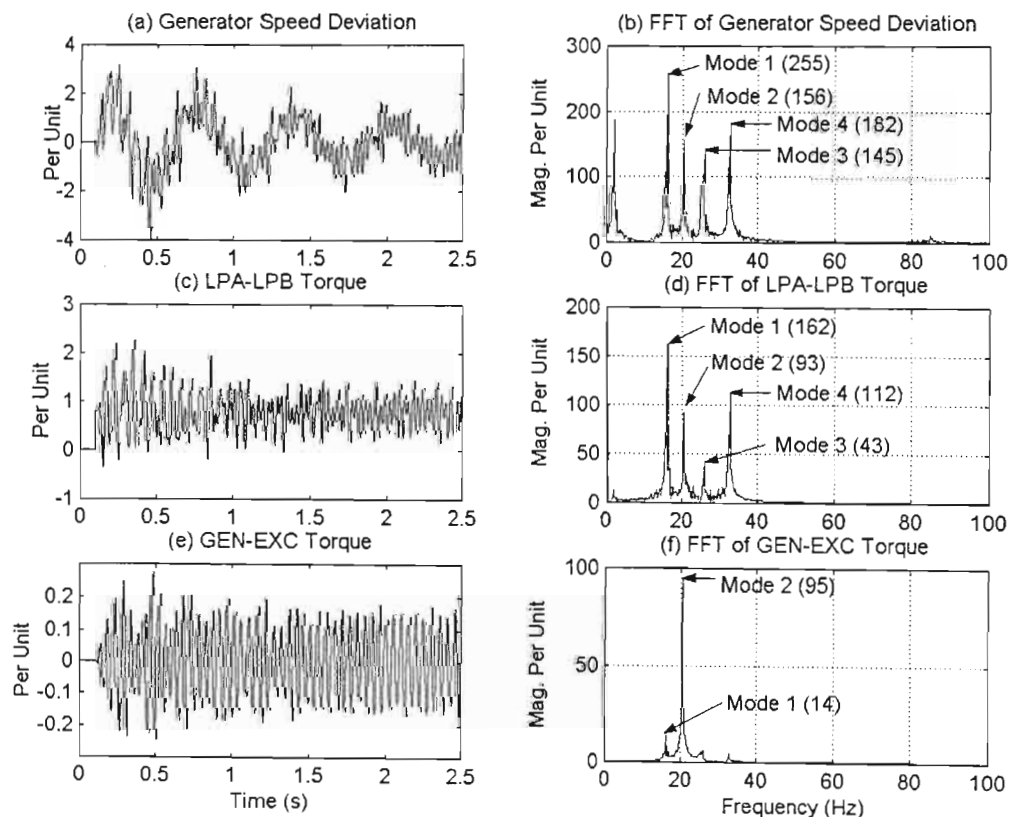 (a) Generator Speed Deviation
Per Unit
4
2
0
-2
-4
0 0.5 1 1.5 2 2.5
(b) FFT of Generator Speed Deviation
Mag. Per Unit
300
200
100
0
Mode 1 (255)
Mode 2 (156)
Mode 4 (182)
Mode 3 (145)
0 20 40 60 80 100
(c) LPA-LPB Torque
Per Unit
3
2
1
0
-1
0 0.5 1 1.5 2 2.5
(d) FFT of LPA-LPB Torque
Mag. Per Unit
200
150
100
50
0
Mode 1 (162)
Mode 2 (93)
Mode 4 (112)
Mode 3 (43)
0 20 40 60 80 100
(e) GEN-EXC Torque
Per Unit
0.2
0.1
0
-0.1
-0.2
0 0.5 1 1.5 2 2.5
Time (s)
(f) FFT of GEN-EXC Torque
Mag. Per Unit
100
50
0
Mode 2 (95)
Mode 1 (14)
0 20 40 60 80 100
Frequency (Hz)